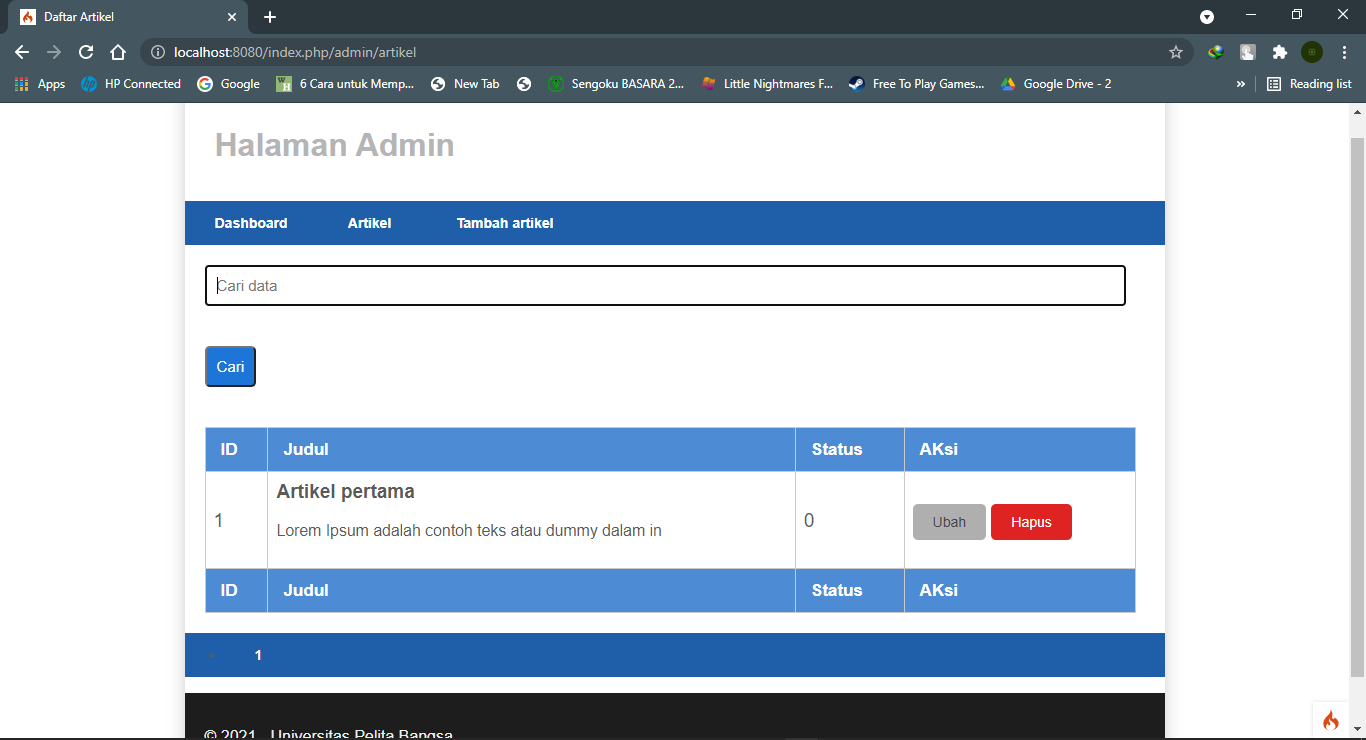 Daftar Artikel
localhost:8080/index.php/admin/artikel
Apps HP Connected Google 6 Cara untuk Memp... New Tab Sengoku BASARA 2... Little Nightmares F... Free To Play Games... Google Drive - 2 » Reading list
Halaman Admin
Dashboard Artikel Tambah artikel
Cari data
Cari
ID Judul Status AKsi
Artikel pertama
1 0 Ubah Hapus
Lorem Ipsum adalah contoh teks atau dummy dalam in
ID Judul Status AKsi
1
© 2021 - Universitas Pelita Bangsa